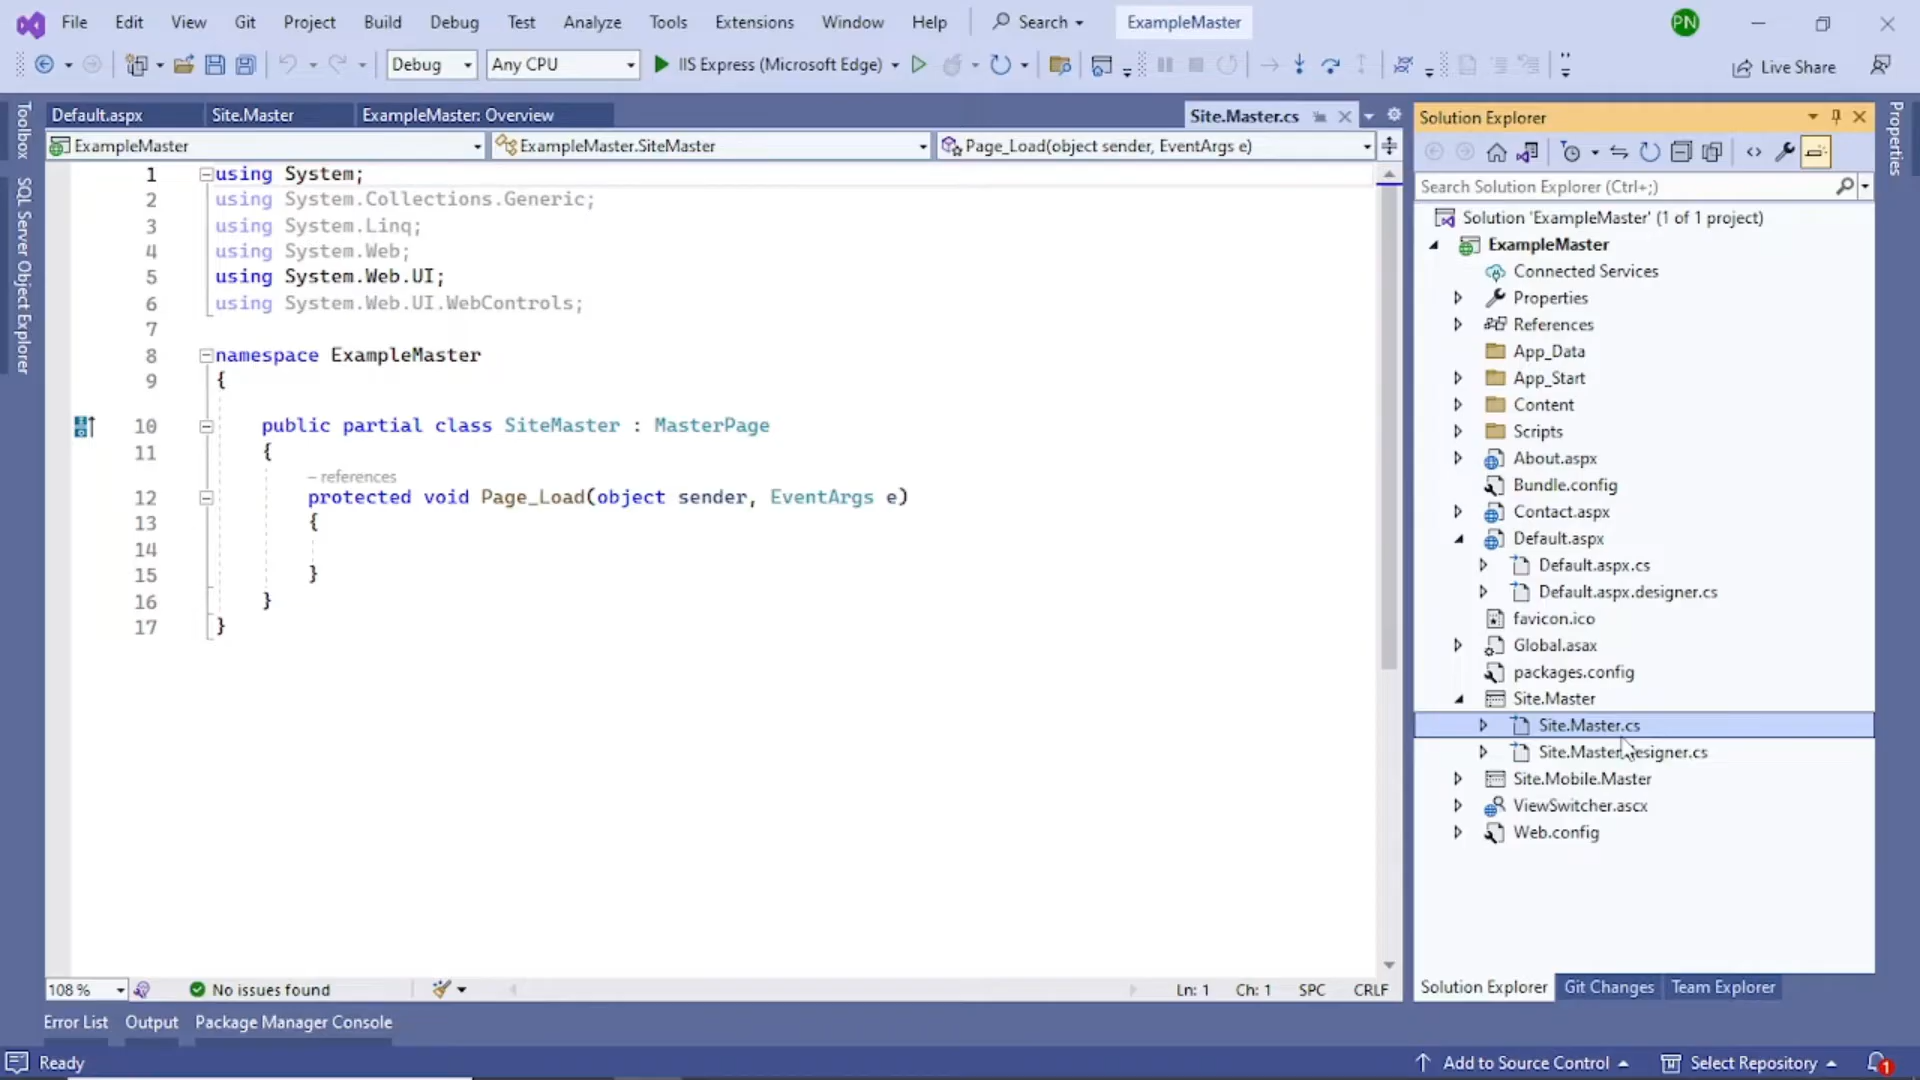 File Edit View Git Project Build Debug Test Analyze Tools Extensions Window Help Search ExampleMaster PN
Debug Any CPU IIS Express (Microsoft Edge) Live Share
Default.aspx Site.Master ExampleMaster: Overview Site.Master.cs
ExampleMaster ExampleMaster.SiteMaster Page_Load(object sender, EventArgs e)
Toolbox
SQL Server Object Explorer
1 using System;
2 using System.Collections.Generic;
3 using System.Linq;
4 using System.Web;
5 using System.Web.UI;
6 using System.Web.UI.WebControls;
7
8 namespace ExampleMaster
9 {
10 public partial class SiteMaster : MasterPage
11 {
– references
12 protected void Page_Load(object sender, EventArgs e)
13 {
14
15 }
16 }
17 }
108 % No issues found Ln: 1 Ch: 1 SPC CRLF
Solution Explorer
Search Solution Explorer (Ctrl+;)
Solution 'ExampleMaster' (1 of 1 project)
ExampleMaster
Connected Services
Properties
References
App_Data
App_Start
Content
Scripts
About.aspx
Bundle.config
Contact.aspx
Default.aspx
Default.aspx.cs
Default.aspx.designer.cs
favicon.ico
Global.asax
packages.config
Site.Master
Site.Master.cs
Site.Master.designer.cs
Site.Mobile.Master
ViewSwitcher.ascx
Web.config
Solution Explorer Git Changes Team Explorer
Properties
Error List Output Package Manager Console
Ready Add to Source Control Select Repository 1